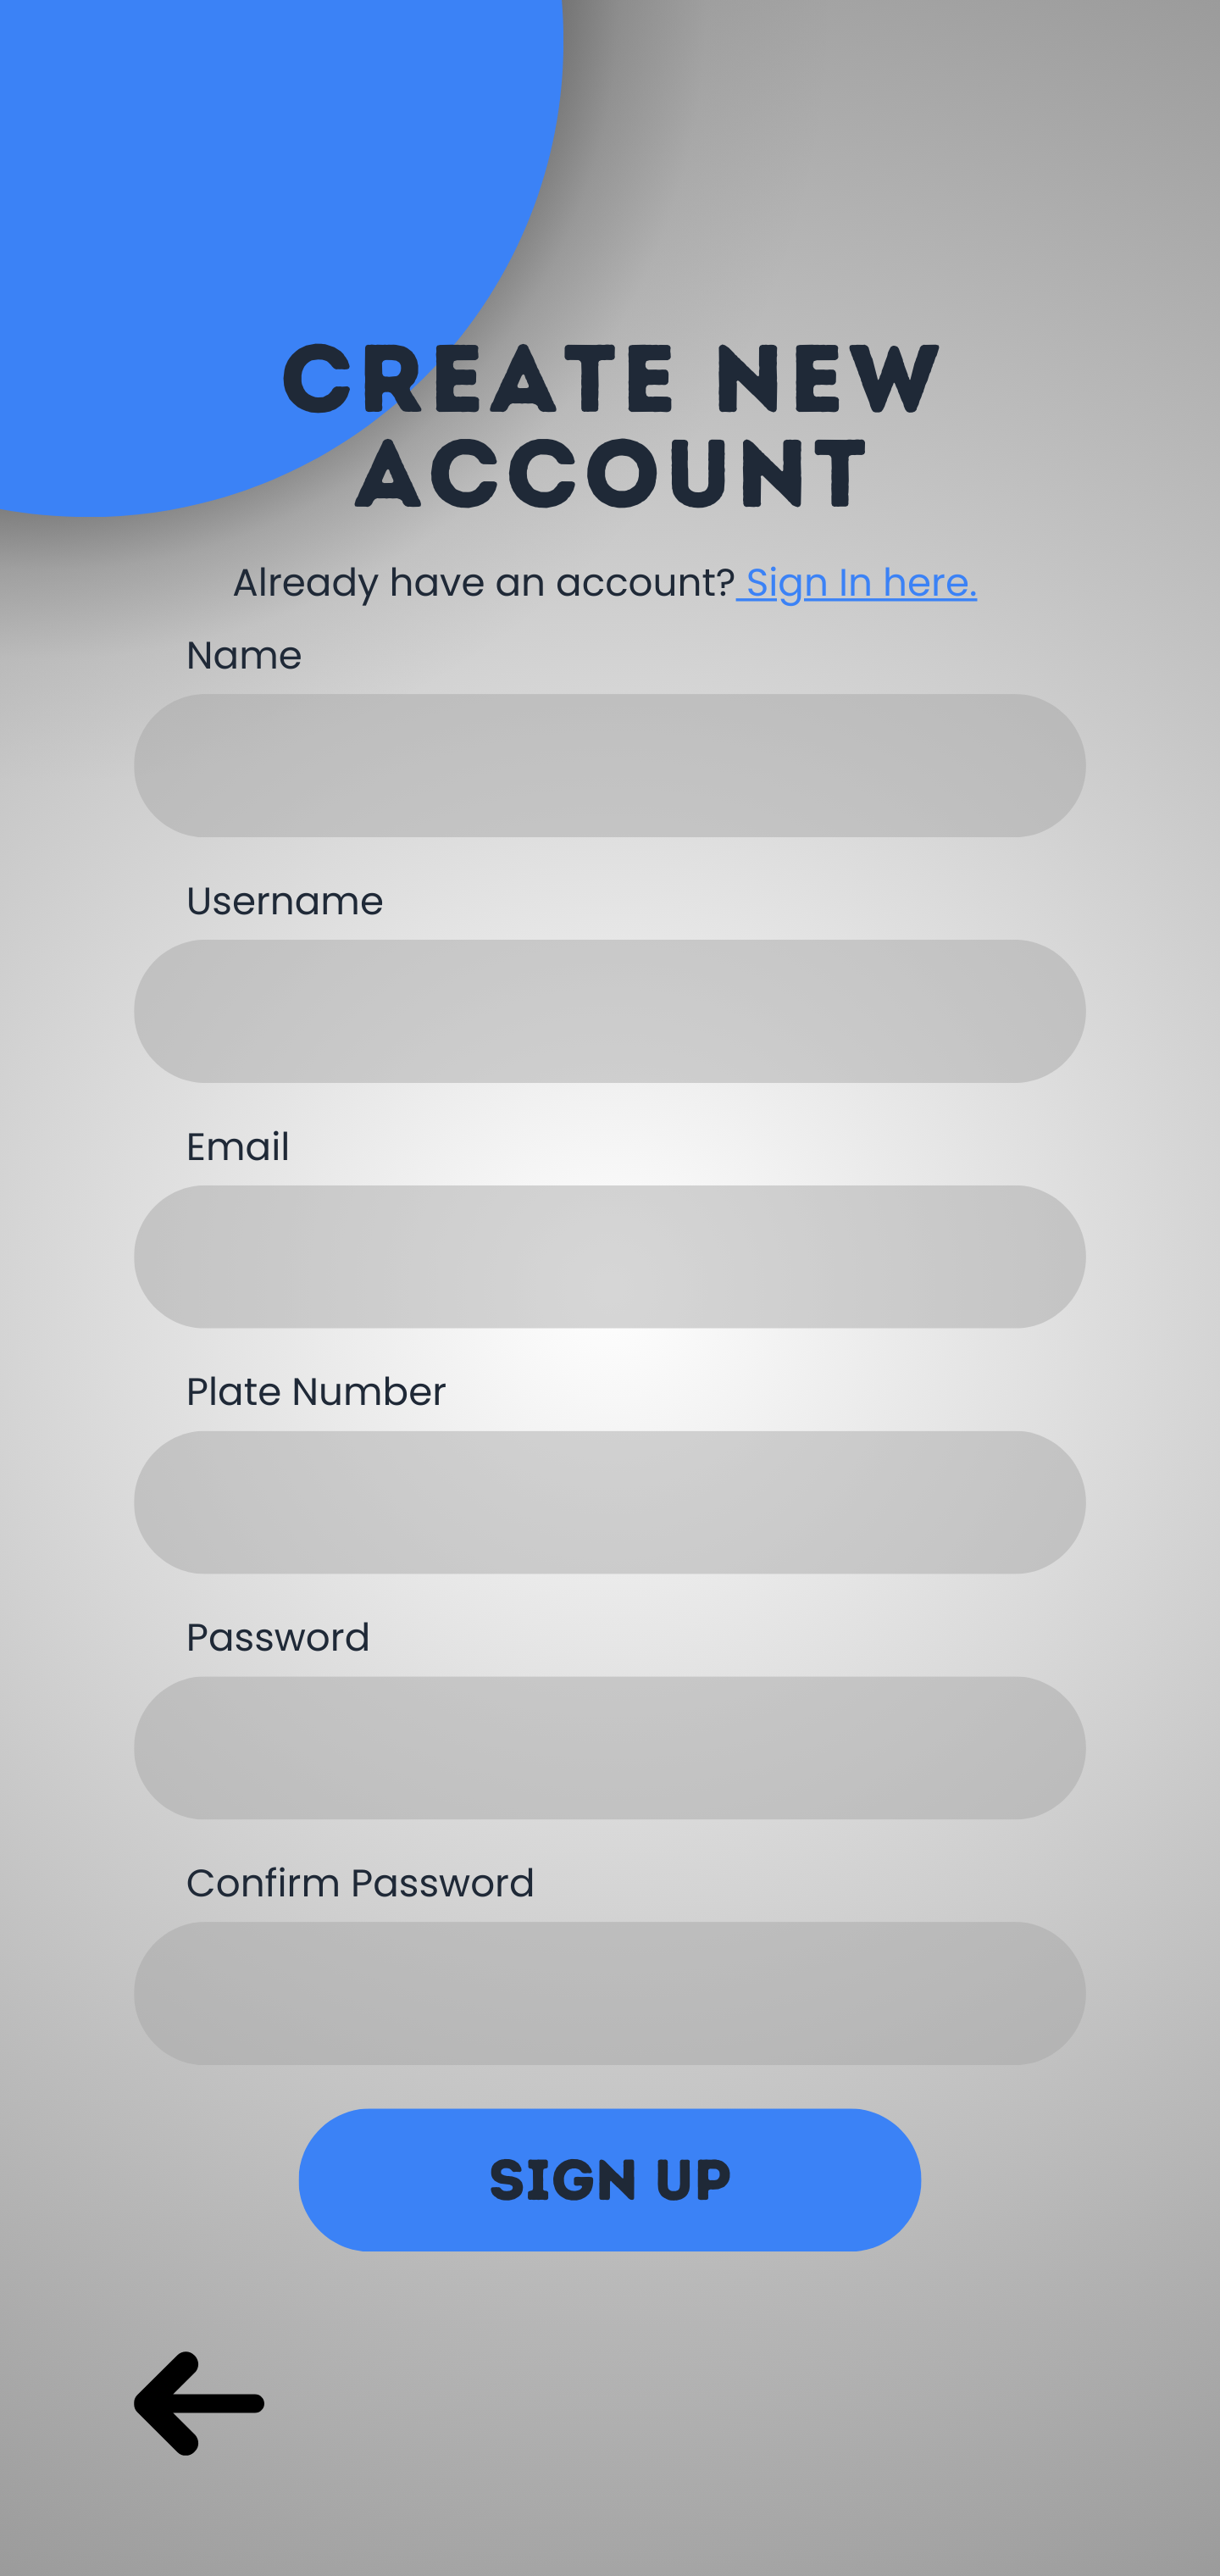 CREATE NEW
ACCOUNT
Already have an account? Sign In here.
Name
Username
Email
Plate Number
Password
Confirm Password
SIGN UP